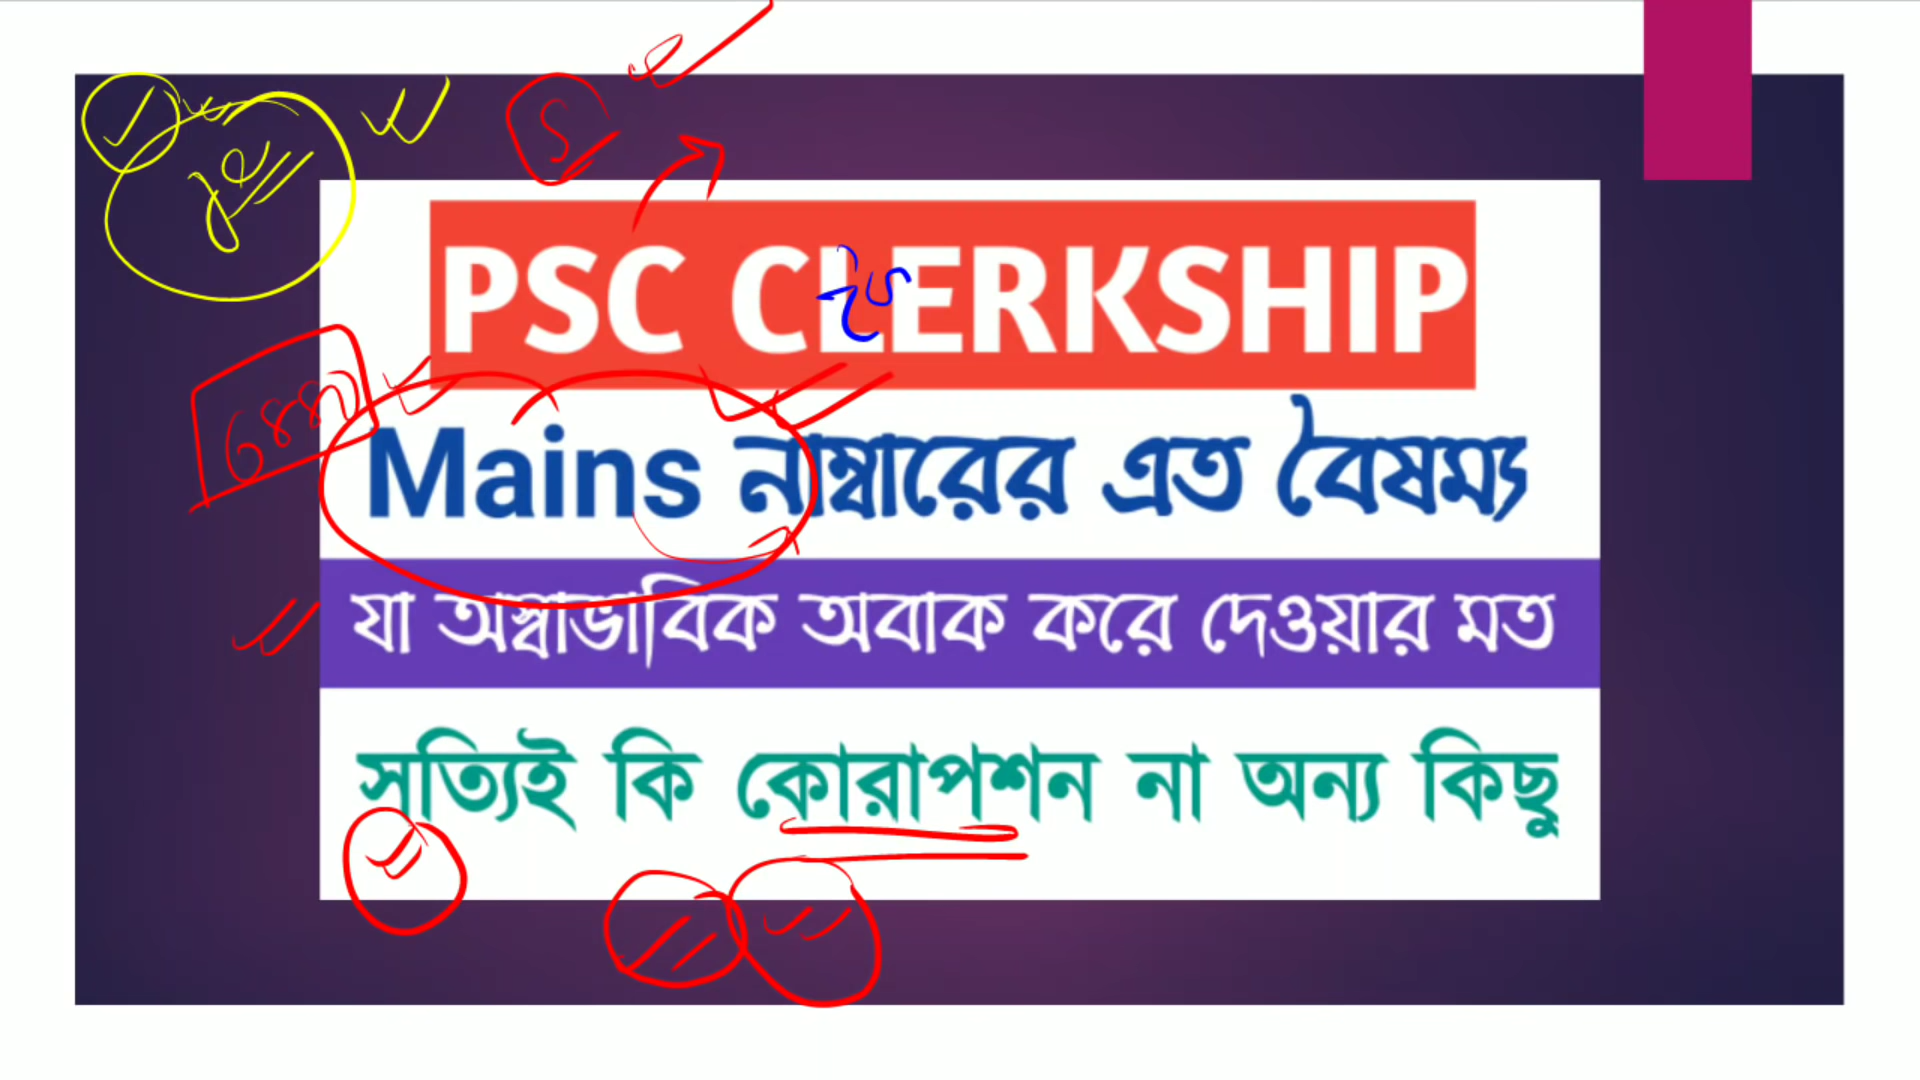 PSC CLERKSHIP
Mains নাম্বারের এত বৈষম্য
যা অস্বাভাবিক অবাক করে দেওয়ার মত
সত্যিই কি কোরাপশন না অন্য কিছু